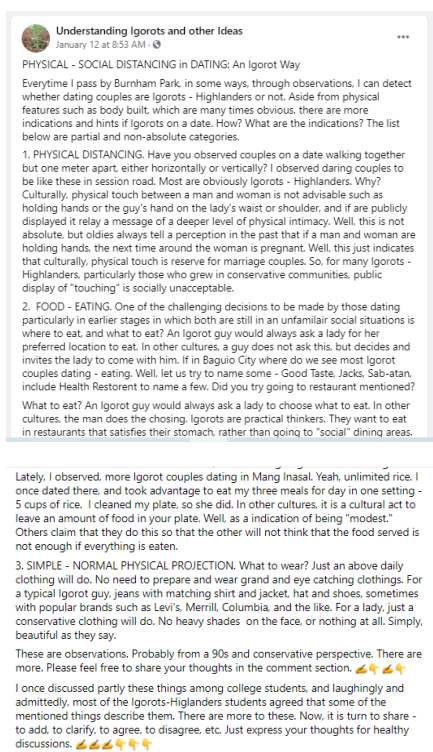 Understanding Igorots and other Ideas
January 12 at 8:53 AM ·
PHYSICAL - SOCIAL DISTANCING in DATING: An Igorot Way
Everytime I pass by Burnham Park, in some ways, through observations, I can detect
whether dating couples are Igorots - Highlanders or not. Aside from physical
features such as body built, which are many times obvious, there are more
indications and hints if Igorots on a date. How? What are the indications? The list
below are partial and non-absolute categories.
1. PHYSICAL DISTANCING. Have you observed couples on a date walking together
but one meter apart, either horizontally or vertically? I observed daring couples to
be like these in session road. Most are obviously Igorots - Highlanders. Why?
Culturally, physical touch between a man and woman is not advisable such as
holding hands or the guy's hand on the lady's waist or shoulder, and if are publicly
displayed it relay a message of a deeper level of physical intimacy. Well, this is not
absolute, but oldies always tell a perception in the past that if a man and woman are
holding hands, the next time around the woman is pregnant. Well, this just indicates
that culturally, physical touch is reserve for marriage couples. So, for many Igorots -
Highlanders, particularly those who grew in conservative communities, public
display of "touching" is socially unacceptable.
2. FOOD - EATING. One of the challenging decisions to be made by those dating
particularly in earlier stages in which both are still in an unfamilair social situations is
where to eat, and what to eat? An Igorot guy would always ask a lady for her
preferred location to eat. In other cultures, a guy does not ask this, but decides and
invites the lady to come with him. If in Baguio City where do we see most Igorot
couples dating - eating. Well, let us try to name some - Good Taste, Jacks, Sab-atan,
include Health Restorent to name a few. Did you try going to restaurant mentioned?
What to eat? An Igorot guy would always ask a lady to choose what to eat. In other
cultures, the man does the chosing. Igorots are practical thinkers. They want to eat
in restaurants that satisfies their stomach, rather than going to "social" dining areas.
Lately, I observed, more Igorot couples dating in Mang Inasal. Yeah, unlimited rice. I
once dated there, and took advantage to eat my three meals for day in one setting -
5 cups of rice. I cleaned my plate, so she did. In other cultures, it is a cultural act to
leave an amount of food in your plate. Well, as an indication of being "modest."
Others claim that they do this so that the other will not think that the food served is
not enough if everything is eaten.
3. SIMPLE - NORMAL PHYSICAL PROJECTION. What to wear? Just an above daily
clothing will do. No need to prepare and wear grand and eye catching clothings. For
a typical Igorot guy, jeans with matching shirt and jacket, hat and shoes, sometimes
with popular brands such as Levi's, Merrill, Columbia, and the like. For a lady, just a
conservative clothing will do. No heavy shades on the face, or nothing at all. Simply,
beautiful as they say.
These are observations. Probably from a 90s and conservative perspective. There are
more. Please feel free to share your thoughts in the comment section. ✍👇✍👇
I once discussed partly these things among college students, and laughingly and
admittedly, most of the Igorots-Higlanders students agreed that some of the
mentioned things describe them. There are more to these. Now, it is turn to share -
to add, to clarify, to agree, to disagree, etc. Just express your thoughts for healthy
discussions. ✍✍✍👇👇👇